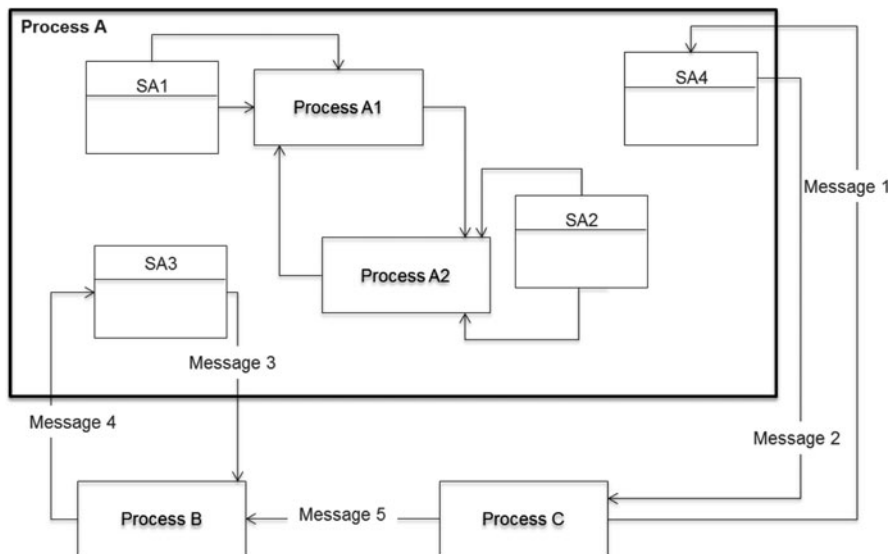 Process A
SA1
Process A1
SA4
Message 1
SA2
SA3
Process A2
Message 3
Message 4
Message 2
Process B
Message 5
Process C